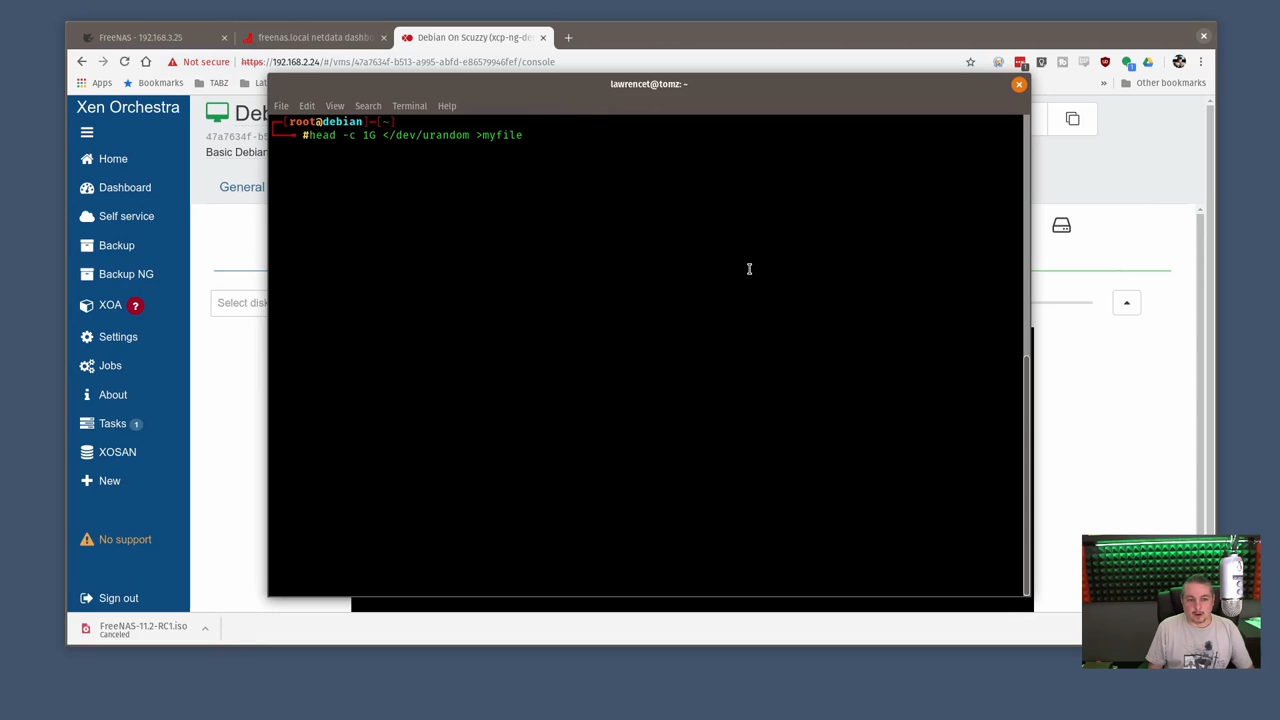 FreeNAS - 192.168.3.25
freenas.local netdata dashbo
Debian On Scuzzy (xcp-ng-de
Not secure https://192.168.2.24/#/vms/47a7634f-b513-a995-abfd-e86579946fef/console
Apps Bookmarks TABZ Lat Other bookmarks
lawrencet@tomz: ~
File Edit View Search Terminal Help
[root@debian]-[~]
#head -c 1G </dev/urandom >myfile
Xen Orchestra
Home
Dashboard
Self service
Backup
Backup NG
XOA ?
Settings
Jobs
About
Tasks 1
XOSAN
New
No support
Sign out
Deb
47a7634f-b5
Basic Debian
General
Select disk
FreeNAS-11.2-RC1.iso
Canceled